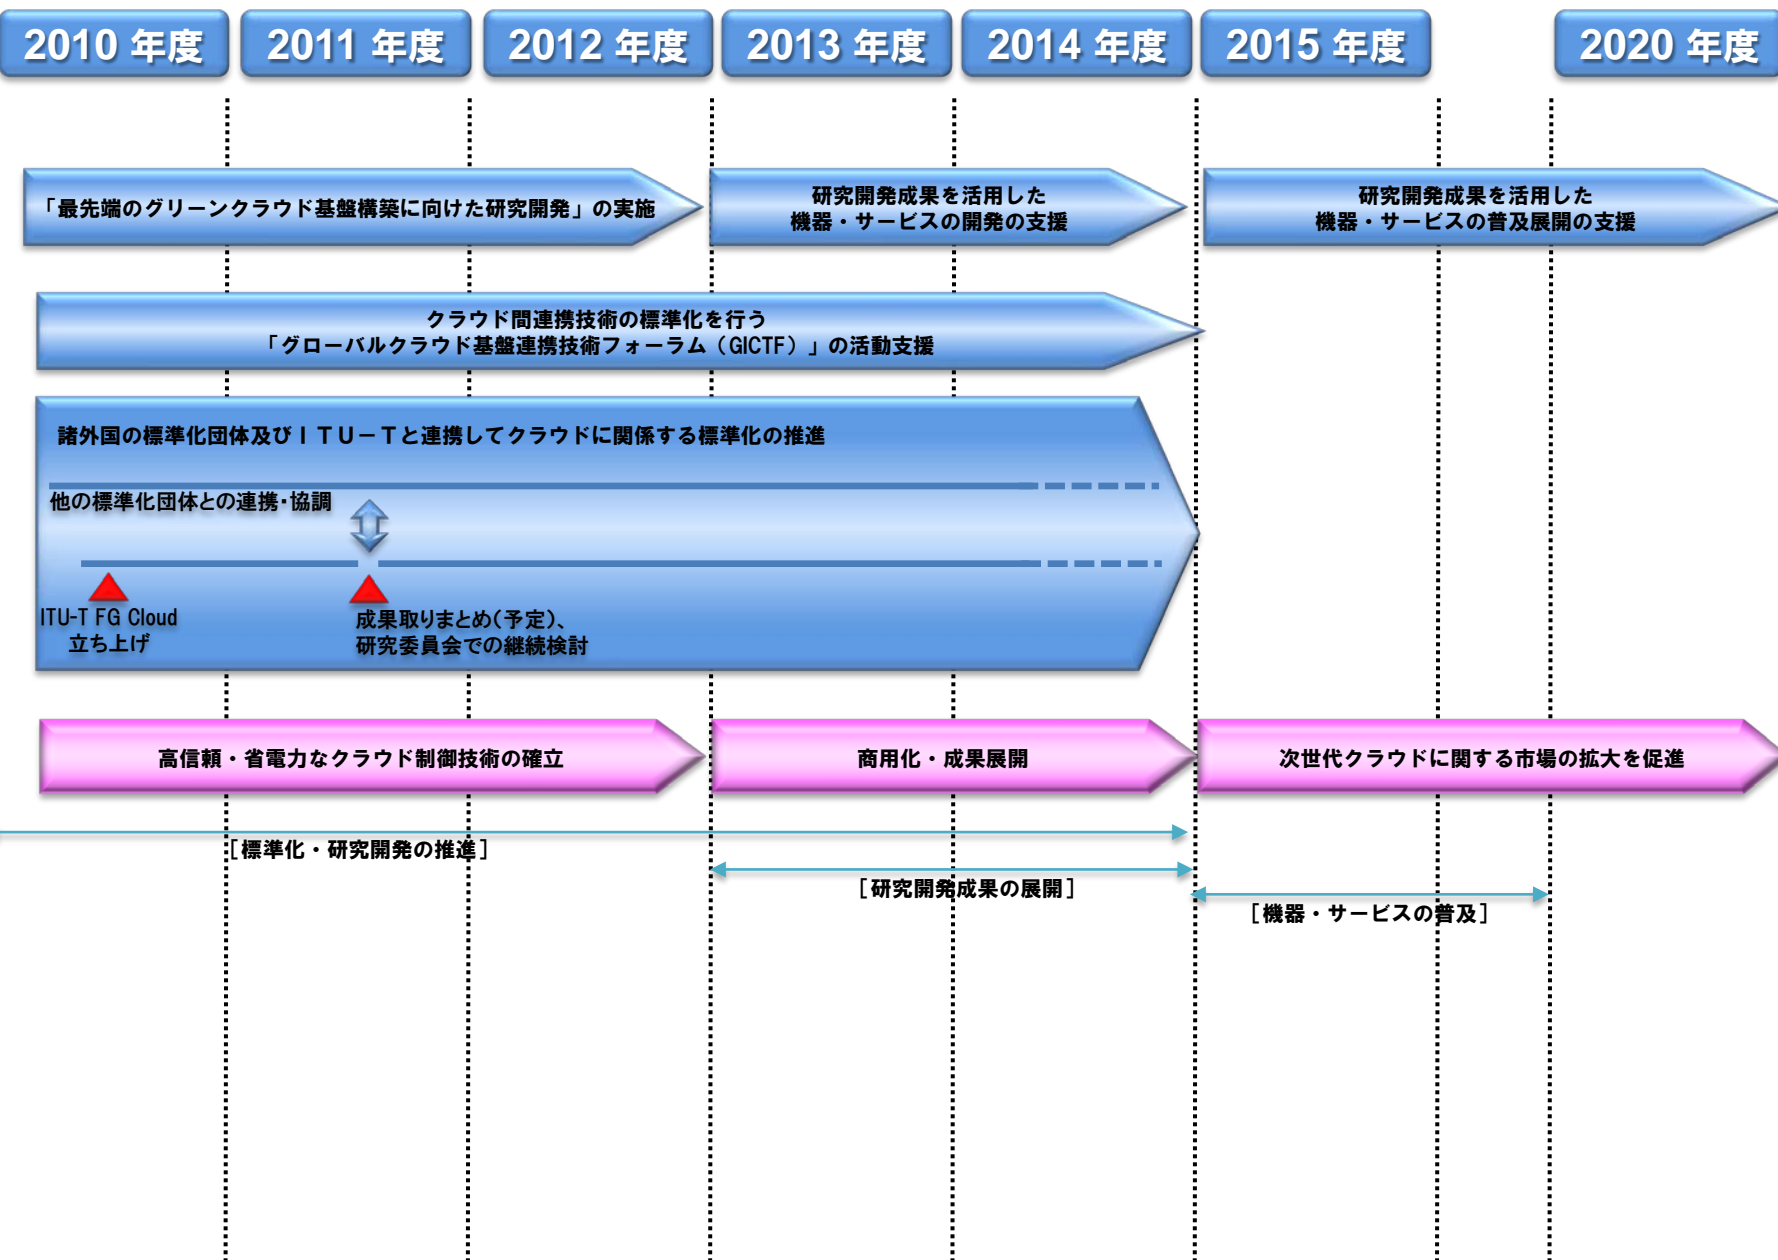 2010 年度
2011 年度
2012 年度
2013 年度
2014 年度
2015 年度
2020 年度
「最先端のグリーンクラウド基盤構築に向けた研究開発」の実施
研究開発成果を活用した
機器・サービスの開発の支援
研究開発成果を活用した
機器・サービスの普及展開の支援
クラウド間連携技術の標準化を行う
「グローバルクラウド基盤連携技術フォーラム（GICTF）」の活動支援
諸外国の標準化団体及びＩＴＵ－Ｔと連携してクラウドに関係する標準化の推進
他の標準化団体との連携・協調
ITU-T FG Cloud
立ち上げ
成果取りまとめ(予定)、
研究委員会での継続検討
高信頼・省電力なクラウド制御技術の確立
商用化・成果展開
次世代クラウドに関する市場の拡大を促進
［標準化・研究開発の推進］
［研究開発成果の展開］
［機器・サービスの普及］